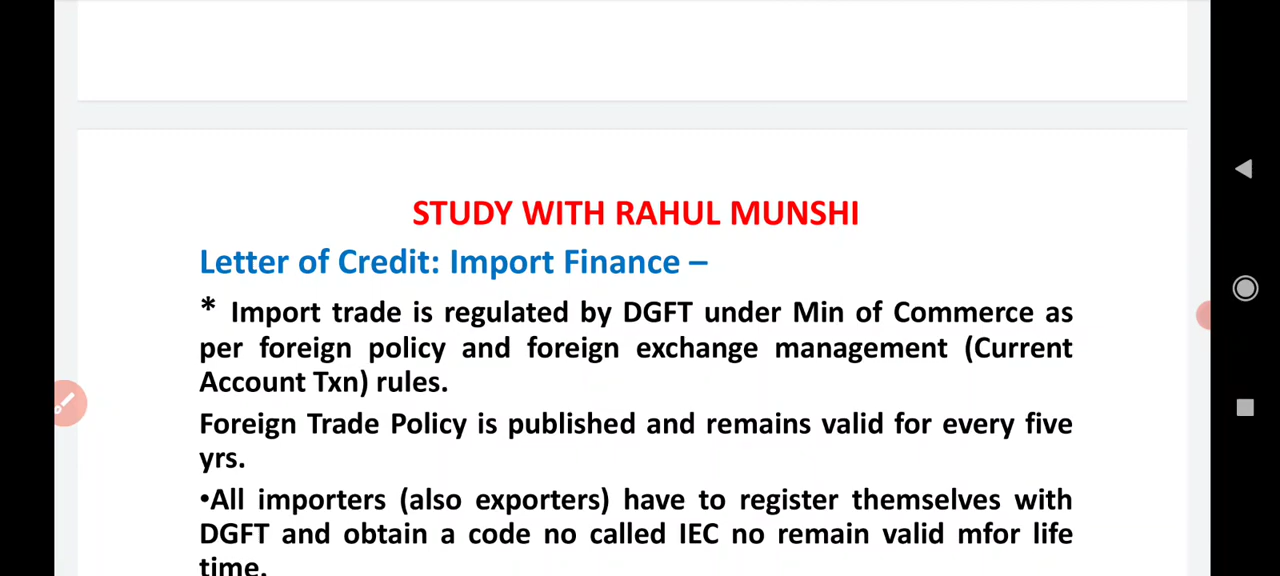 STUDY WITH RAHUL MUNSHI
Letter of Credit: Import Finance –
* Import trade is regulated by DGFT under Min of Commerce as
per foreign policy and foreign exchange management (Current
Account Txn) rules.
Foreign Trade Policy is published and remains valid for every five
yrs.
•All importers (also exporters) have to register themselves with
DGFT and obtain a code no called IEC no remain valid mfor life
time.